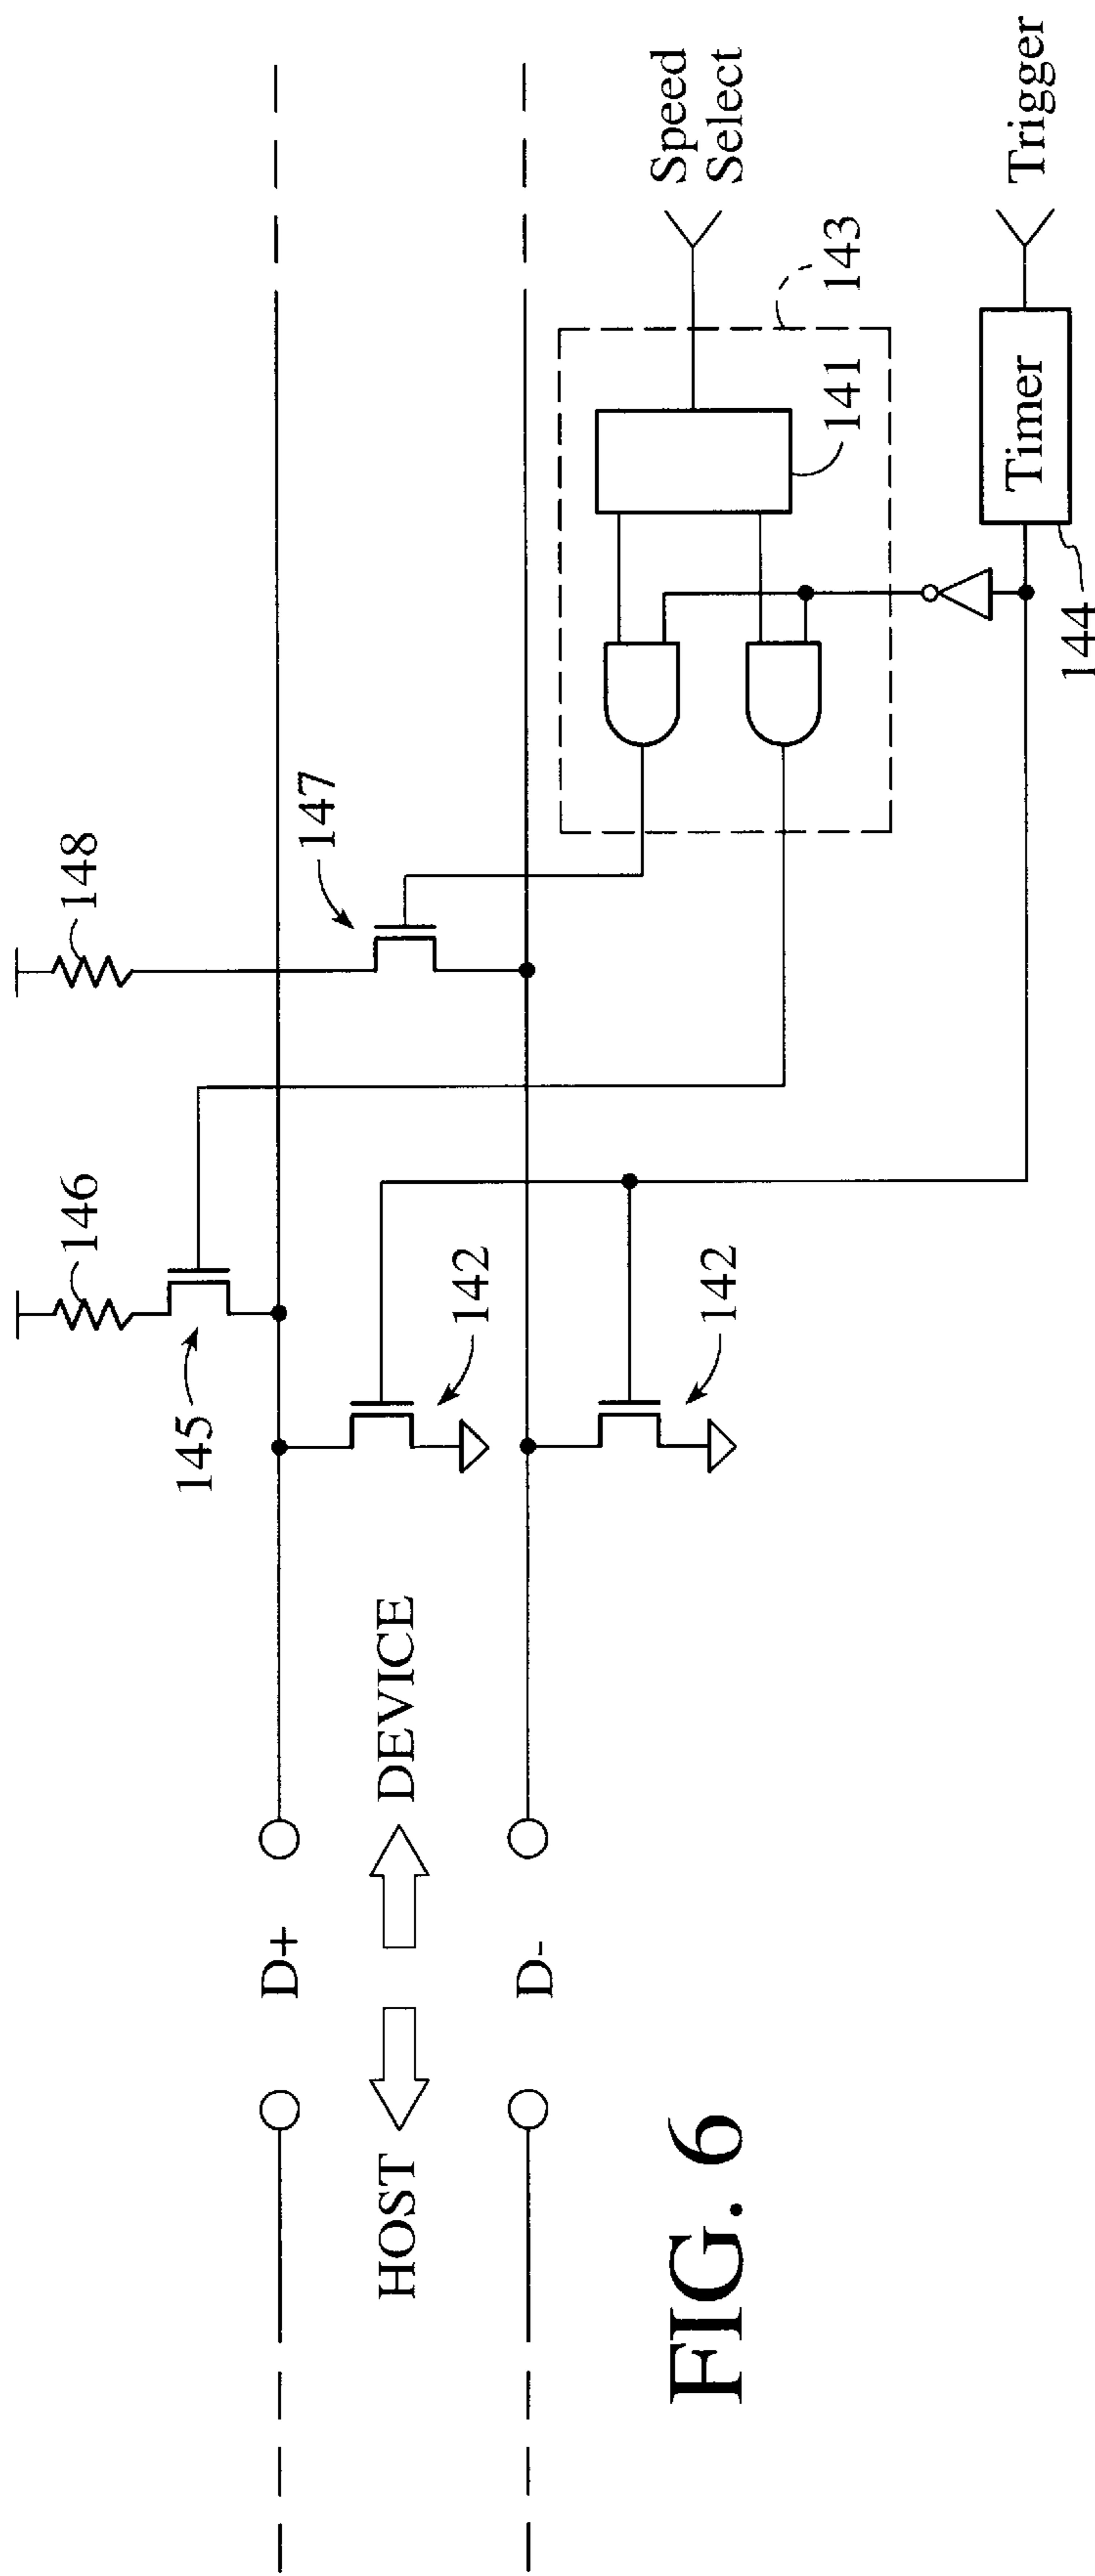 146
148
145
147
D+
HOST
DEVICE
142
D-
142
Speed
Select
143
141
Timer
144
Trigger
FIG. 6